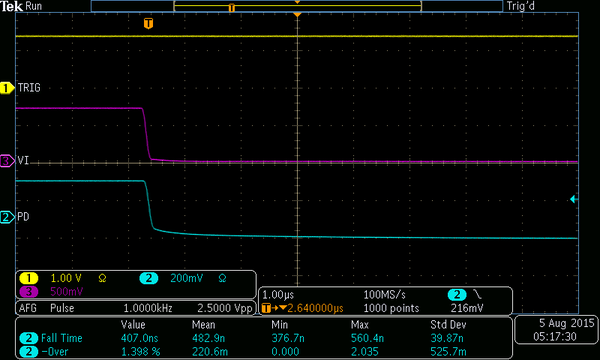 Tek Run Trig'd
T
T
1 TRIG
3 VI
2 PD
1 1.00 V Ω 2 200mV Ω
3 500mV
1.00µs 100MS/s 2
T→▼2.640000µs 1000 points 216mV
AFG Pulse 1.0000kHz 2.5000 Vpp
Value Mean Min Max Std Dev
2 Fall Time 407.0n 482.9n 376.7n 560.4n 39.87n
2 −Over 1.398 % 220.6m 0.000 2.035 525.7m
5 Aug 2015
05:17:30